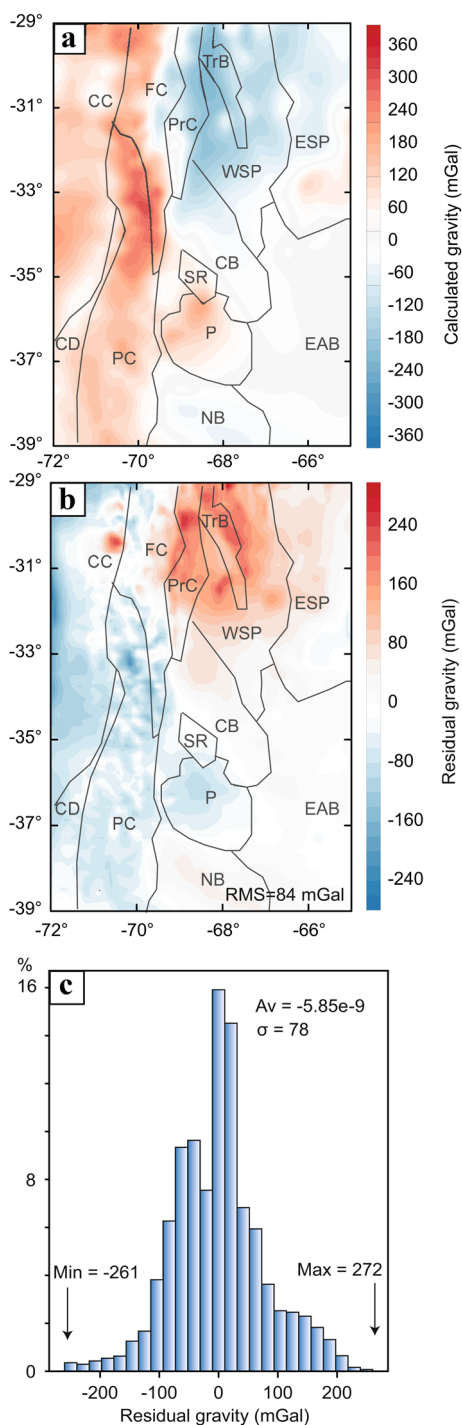 a
-29°
-31°
-33°
-35°
-37°
-39°
-72
-70
-68
-66
CC
FC
TrB
PrC
WSP
ESP
CB
SR
P
CD
PC
EAB
NB
360
300
240
180
120
60
0
-60
-120
-180
-240
-300
-360
Calculated gravity (mGal)
b
-29°
-31°
-33°
-35°
-37°
-39°
-72
-70
-68
-66
CC
FC
TrB
PrC
WSP
ESP
CB
SR
P
CD
PC
EAB
NB
RMS=84 mGal
240
160
80
0
-80
-160
-240
Residual gravity (mGal)
%
c
16
8
0
Av = -5.85e-9
σ = 78
Min = -261
Max = 272
-200
-100
0
100
200
Residual gravity (mGal)